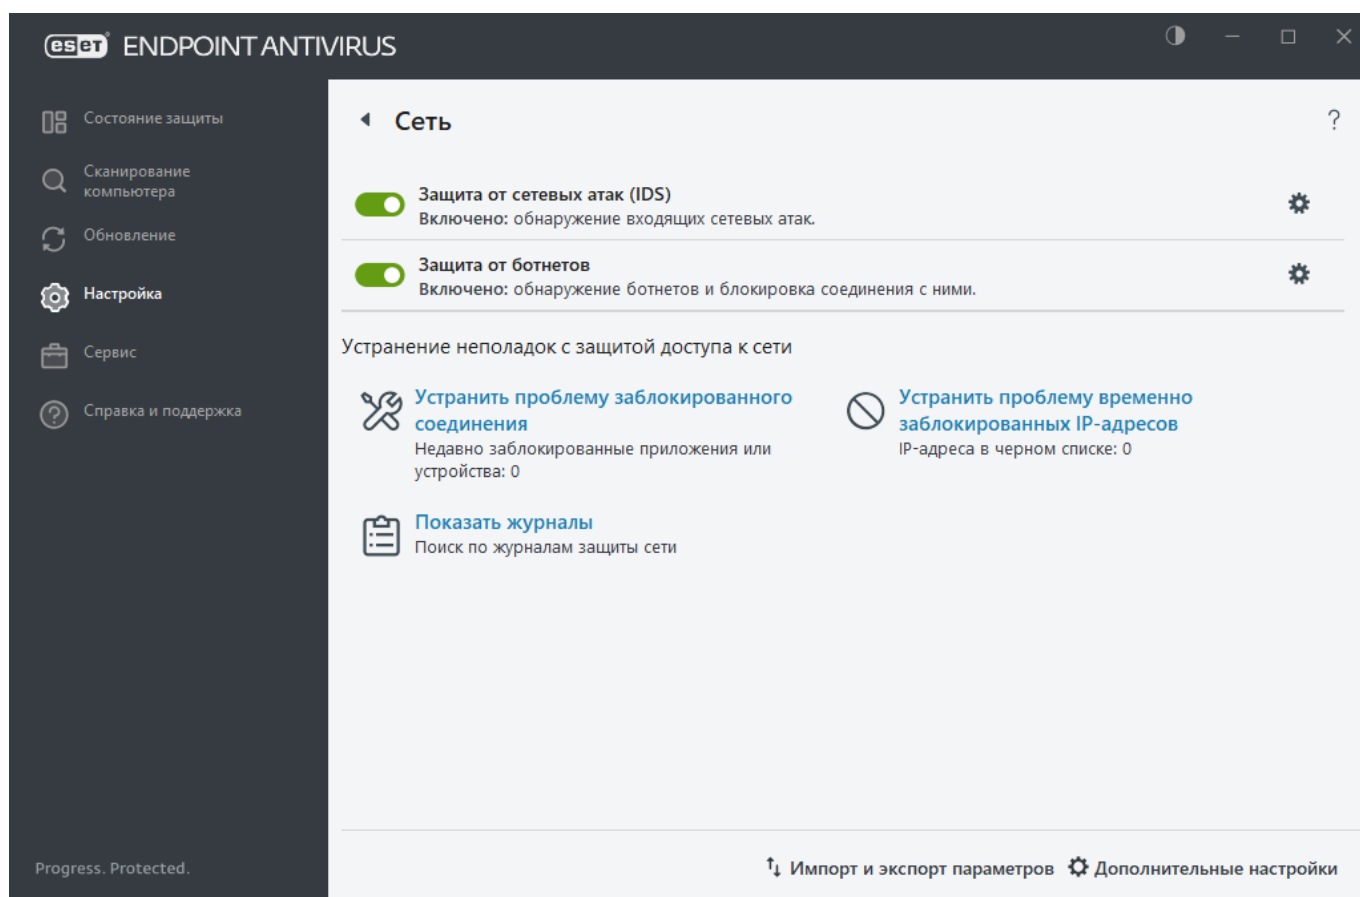 eset ENDPOINT ANTIVIRUS
Состояние защиты
Сканирование
компьютера
Обновление
Настройка
Сервис
Справка и поддержка
Progress. Protected.
Сеть
?
Защита от сетевых атак (IDS)
Включено: обнаружение входящих сетевых атак.
Защита от ботнетов
Включено: обнаружение ботнетов и блокировка соединения с ними.
Устранение неполадок с защитой доступа к сети
Устранить проблему заблокированного
соединения
Недавно заблокированные приложения или
устройства: 0
Устранить проблему временно
заблокированных IP-адресов
IP-адреса в черном списке: 0
Показать журналы
Поиск по журналам защиты сети
Импорт и экспорт параметров Дополнительные настройки